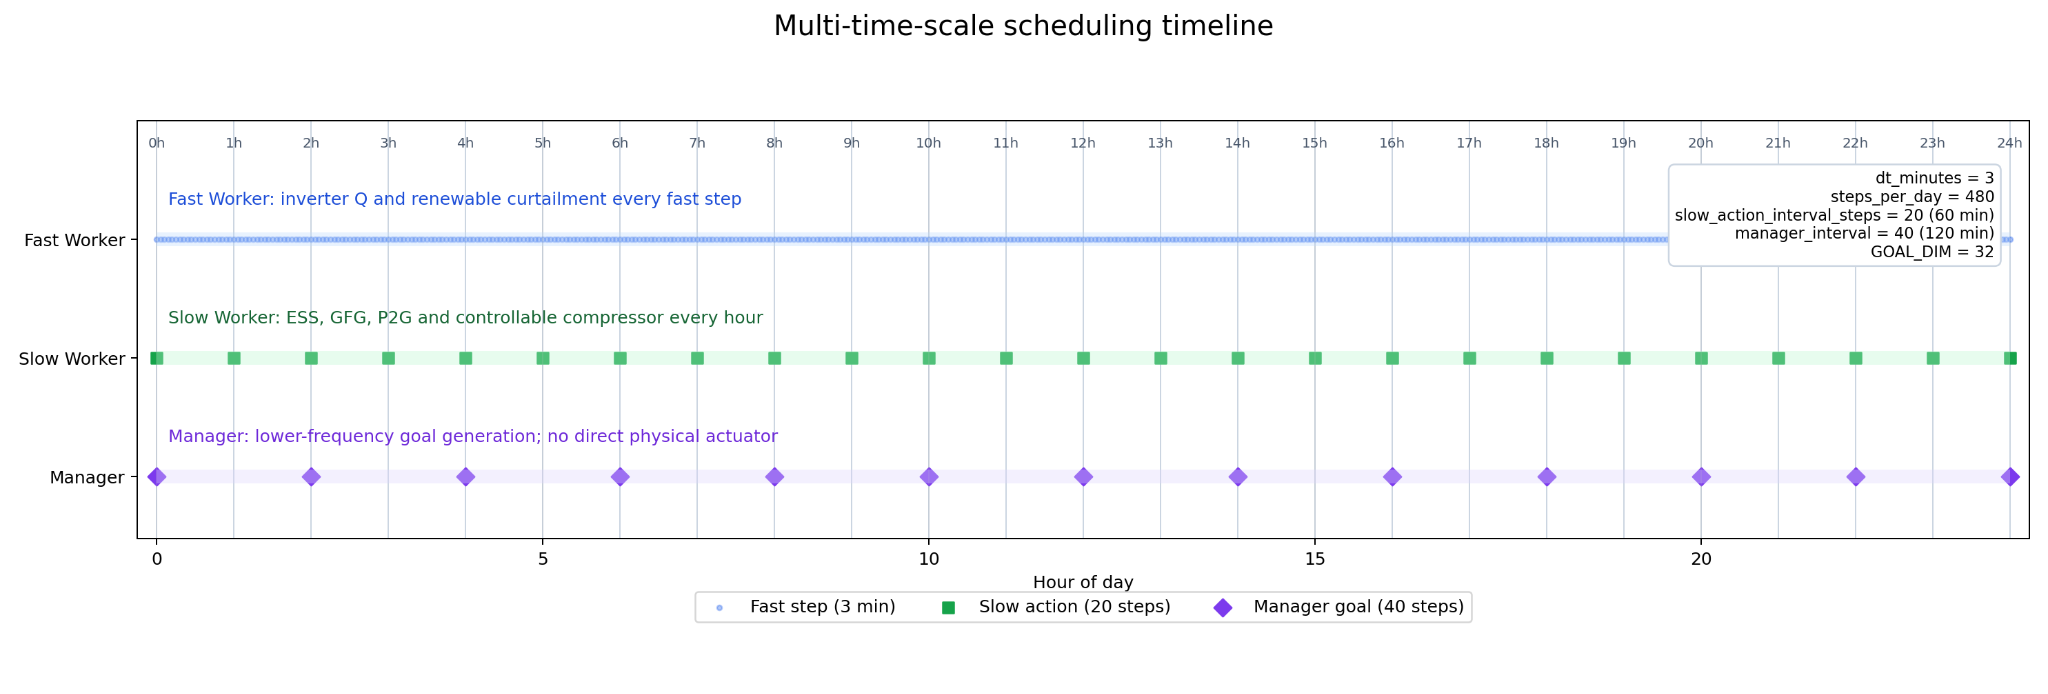 Multi-time-scale scheduling timeline
0h 1h 2h 3h 4h 5h 6h 7h 8h 9h 10h 11h 12h 13h 14h 15h 16h 17h 18h 19h 20h 21h 22h 23h 24h
dt_minutes = 3
steps_per_day = 480
slow_action_interval_steps = 20 (60 min)
manager_interval = 40 (120 min)
GOAL_DIM = 32
Fast Worker: inverter Q and renewable curtailment every fast step
Fast Worker
Slow Worker: ESS, GFG, P2G and controllable compressor every hour
Slow Worker
Manager: lower-frequency goal generation; no direct physical actuator
Manager
0 5 10 15 20
Hour of day
Fast step (3 min) Slow action (20 steps) Manager goal (40 steps)